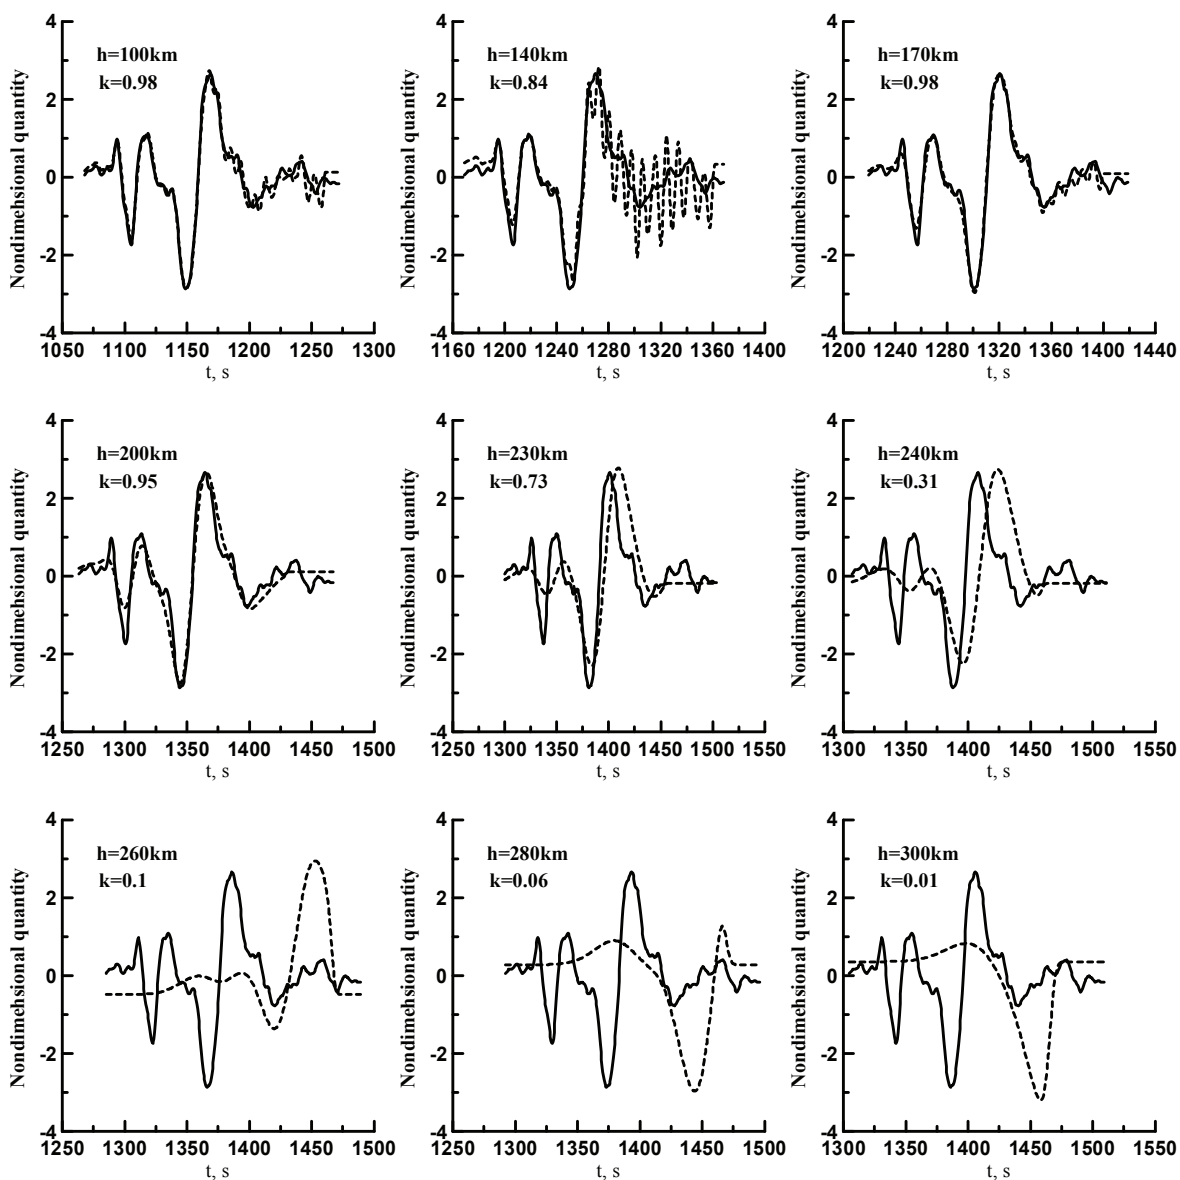 4
2
0
-2
-4
Nondimehsional quantity
h=100km
k=0.98
1050 1100 1150 1200 1250 1300
t, s
4
2
0
-2
-4
Nondimehsional quantity
h=140km
k=0.84
1160 1200 1240 1280 1320 1360 1400
t, s
4
2
0
-2
-4
Nondimehsional quantity
h=170km
k=0.98
1200 1240 1280 1320 1360 1400 1440
t, s
4
2
0
-2
-4
Nondimehsional quantity
h=200km
k=0.95
1250 1300 1350 1400 1450 1500
t, s
4
2
0
-2
-4
Nondimehsional quantity
h=230km
k=0.73
1250 1300 1350 1400 1450 1500 1550
t, s
4
2
0
-2
-4
Nondimehsional quantity
h=240km
k=0.31
1300 1350 1400 1450 1500 1550
t, s
4
2
0
-2
-4
Nondimehsional quantity
h=260km
k=0.1
1250 1300 1350 1400 1450 1500
t, s
4
2
0
-2
-4
Nondimehsional quantity
h=280km
k=0.06
1250 1300 1350 1400 1450 1500
t, s
4
2
0
-2
-4
Nondimehsional quantity
h=300km
k=0.01
1300 1350 1400 1450 1500 1550
t, s